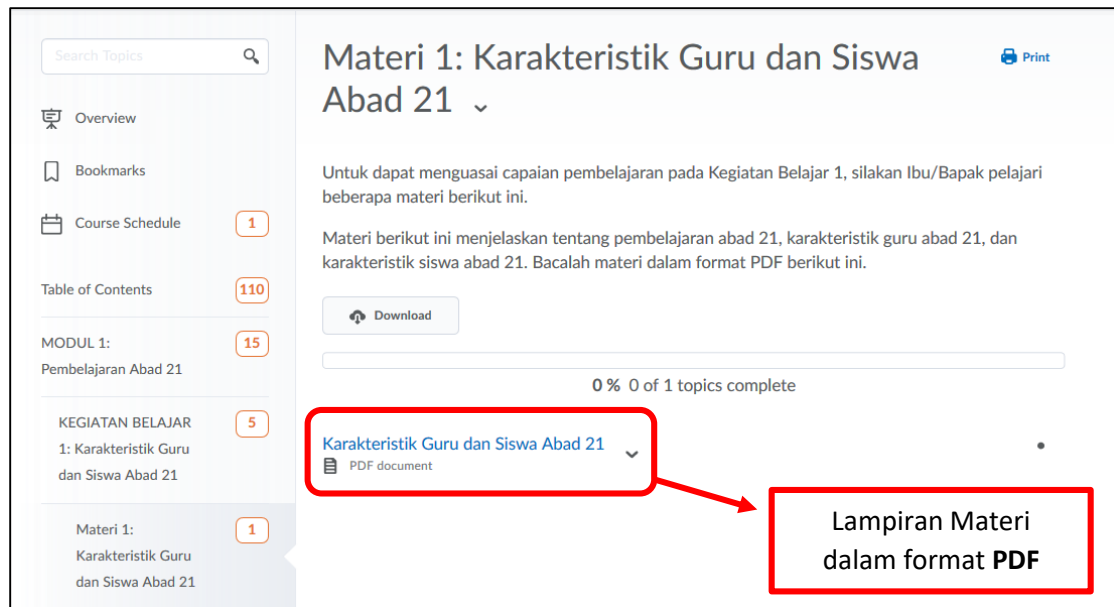 Search Topics
Overview
Bookmarks
Course Schedule 1
Table of Contents 110
MODUL 1: 15
Pembelajaran Abad 21
KEGIATAN BELAJAR 5
1: Karakteristik Guru
dan Siswa Abad 21
Materi 1: 1
Karakteristik Guru
dan Siswa Abad 21
Materi 1: Karakteristik Guru dan Siswa
Abad 21
Print
Untuk dapat menguasai capaian pembelajaran pada Kegiatan Belajar 1, silakan Ibu/Bapak pelajari
beberapa materi berikut ini.
Materi berikut ini menjelaskan tentang pembelajaran abad 21, karakteristik guru abad 21, dan
karakteristik siswa abad 21. Bacalah materi dalam format PDF berikut ini.
Download
0 % 0 of 1 topics complete
Karakteristik Guru dan Siswa Abad 21
PDF document
Lampiran Materi
dalam format PDF